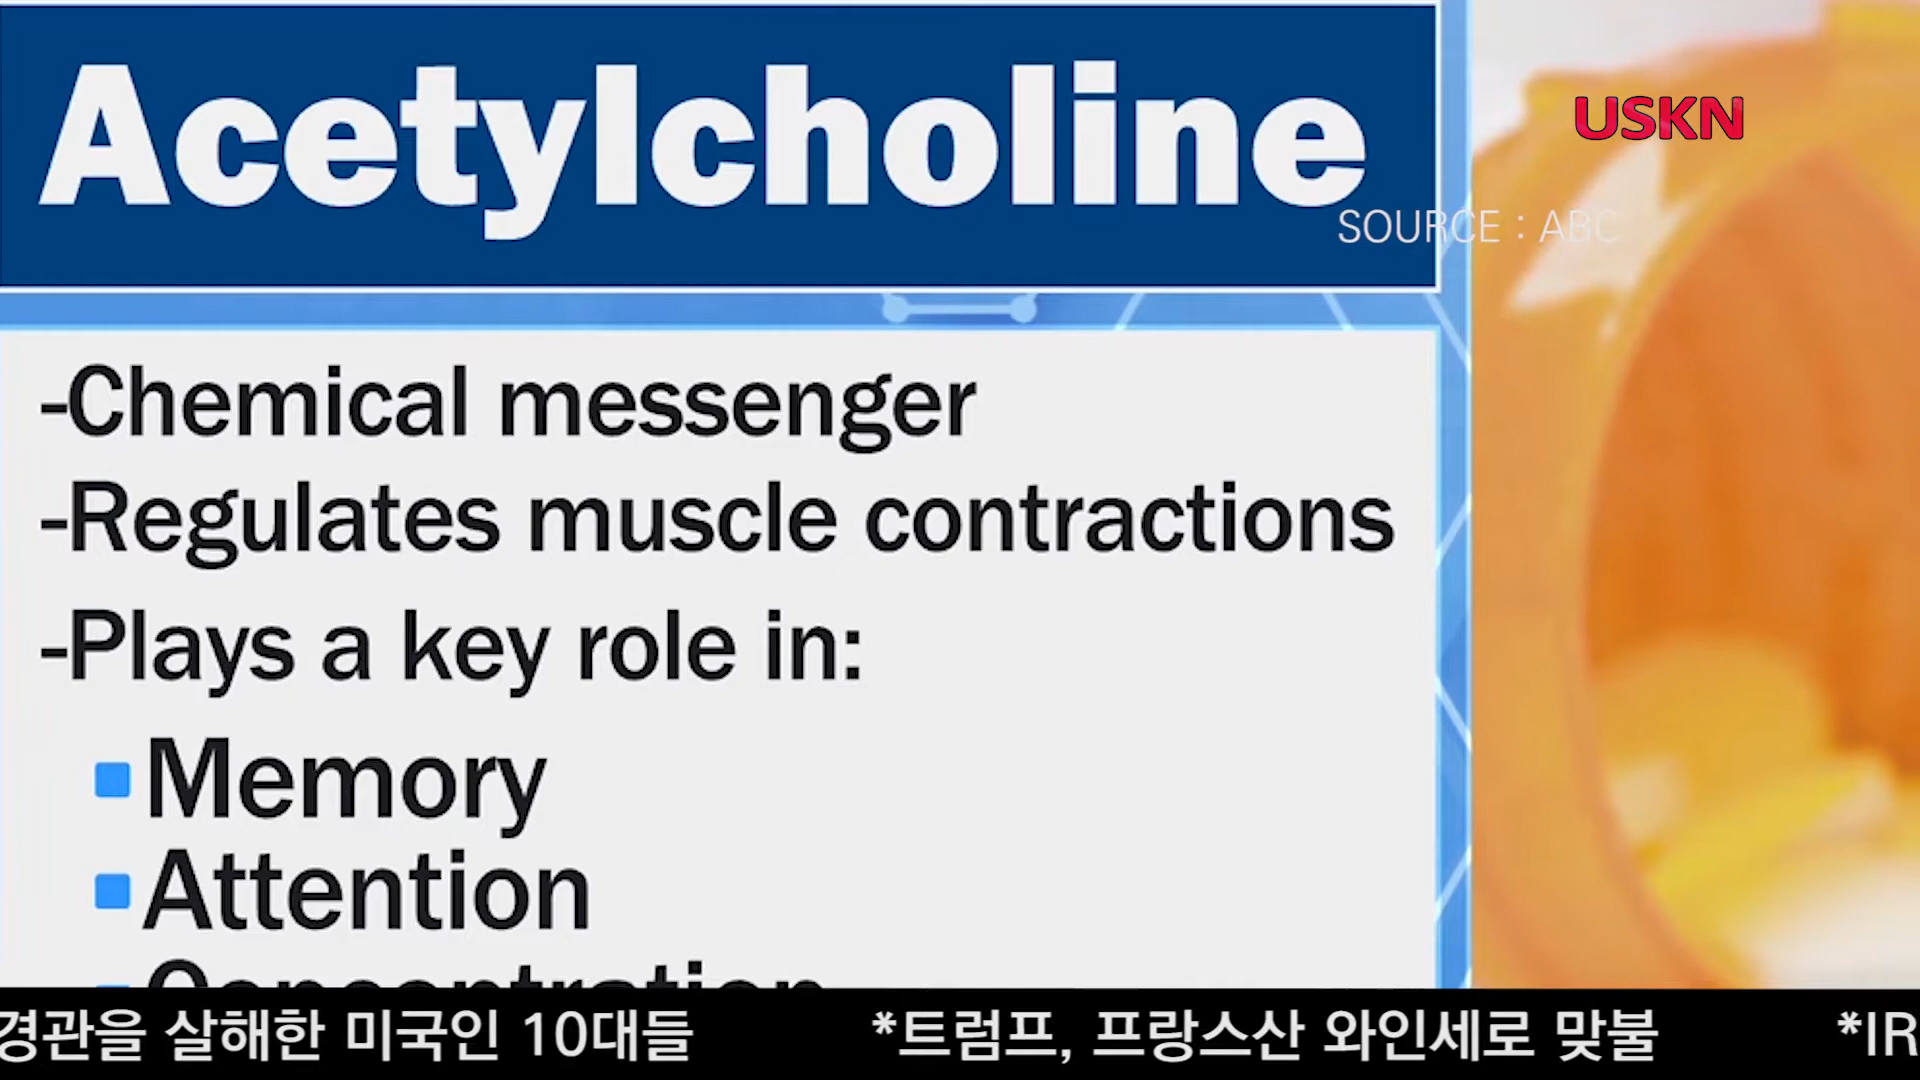 Acetylcholine
USKN
SOURCE : ABC
-Chemical messenger
-Regulates muscle contractions
-Plays a key role in:
Memory
Attention
Concentration
경관을 살해한 미국인 10대들 *트럼프, 프랑스산 와인세로 맞불 *IR